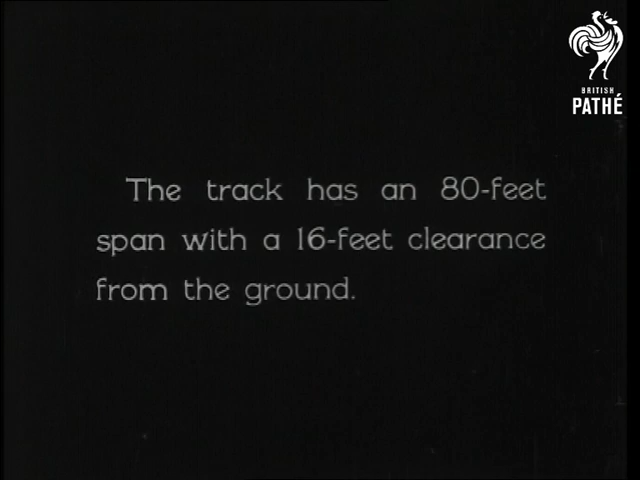 BRITISH
PATHÉ
The track has an 80-feet
span with a 16-feet clearance
from the ground.